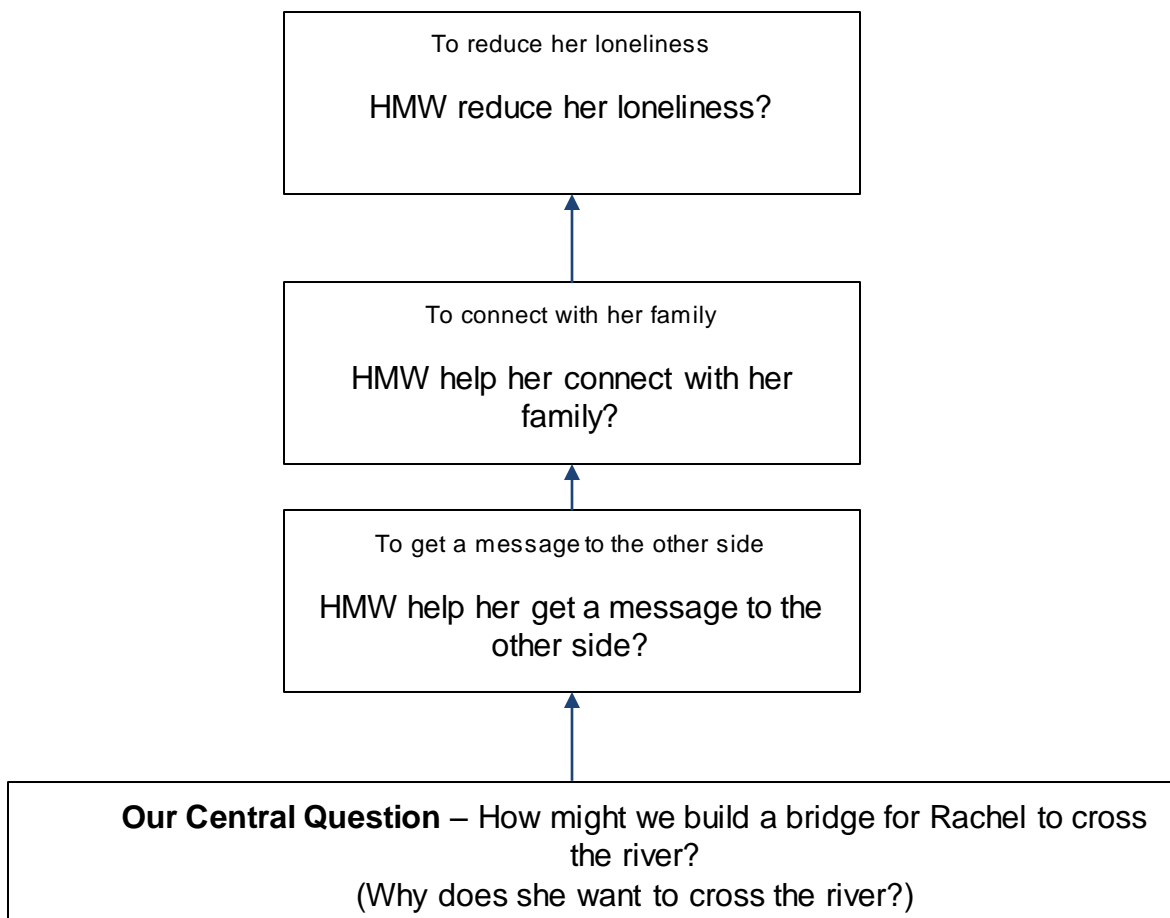 To reduce her loneliness
HMW reduce her loneliness?
To connect with her family
HMW help her connect with her
family?
To get a message to the other side
HMW help her get a message to the
other side?
Our Central Question – How might we build a bridge for Rachel to cross
the river?
(Why does she want to cross the river?)